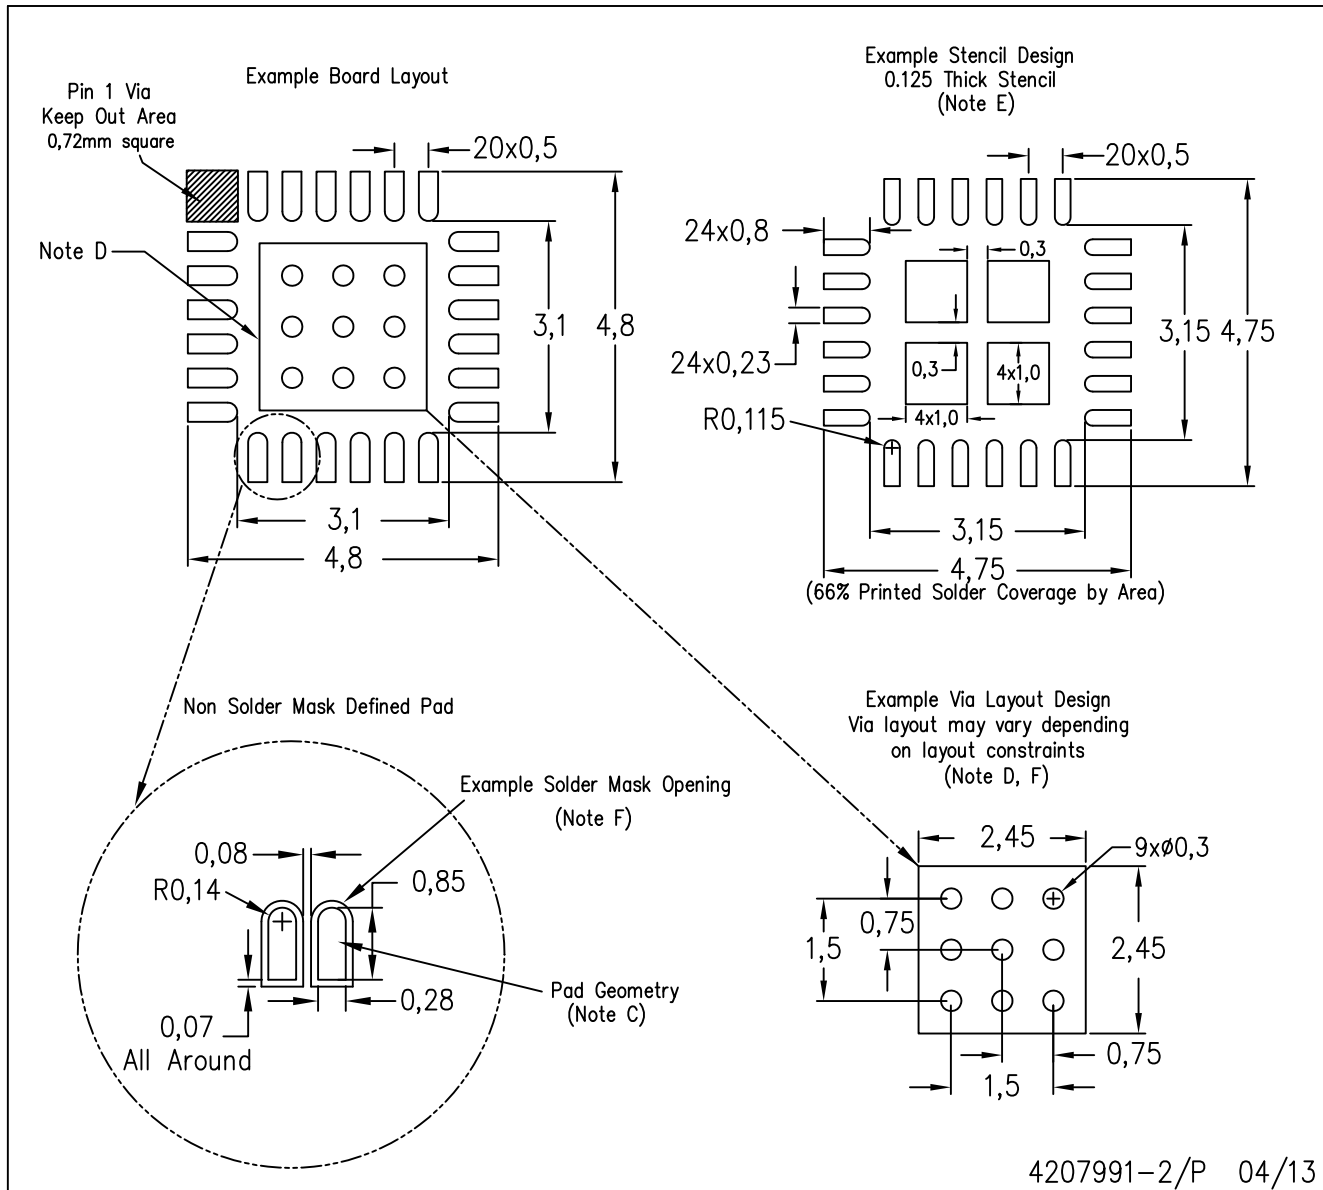 Example Board Layout
Pin 1 Via
Keep Out Area
0,72mm square
20x0,5
Note D
3,1
4,8
3,1
4,8
Example Stencil Design
0.125 Thick Stencil
(Note E)
20x0,5
24x0,8
0,3
24x0,23
0,3
4x1,0
4x1,0
R0,115
3,15
4,75
3,15
4,75
(66% Printed Solder Coverage by Area)
Non Solder Mask Defined Pad
Example Solder Mask Opening
(Note F)
0,08
R0,14
0,85
0,28
0,07
All Around
Pad Geometry
(Note C)
Example Via Layout Design
Via layout may vary depending
on layout constraints
(Note D, F)
2,45
9xø0,3
0,75
1,5
2,45
0,75
1,5
4207991-2/P 04/13